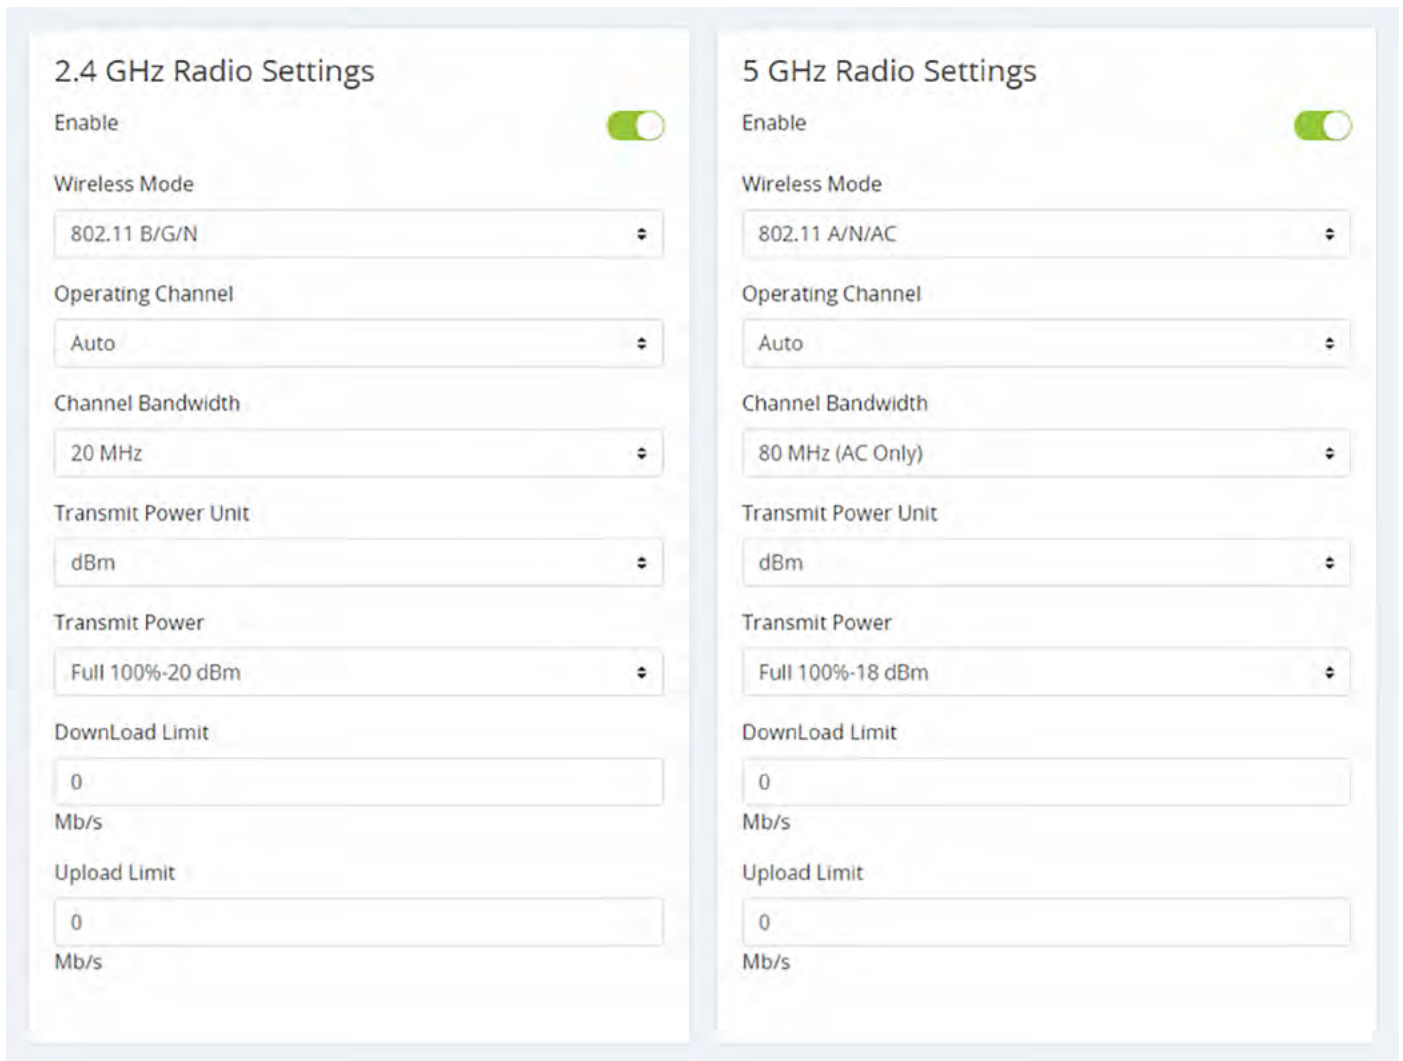 2.4 GHz Radio Settings
Enable
Wireless Mode
802.11 B/G/N
Operating Channel
Auto
Channel Bandwidth
20 MHz
Transmit Power Unit
dBm
Transmit Power
Full 100%-20 dBm
DownLoad Limit
0
Mb/s
Upload Limit
0
Mb/s
5 GHz Radio Settings
Enable
Wireless Mode
802.11 A/N/AC
Operating Channel
Auto
Channel Bandwidth
80 MHz (AC Only)
Transmit Power Unit
dBm
Transmit Power
Full 100%-18 dBm
DownLoad Limit
0
Mb/s
Upload Limit
0
Mb/s